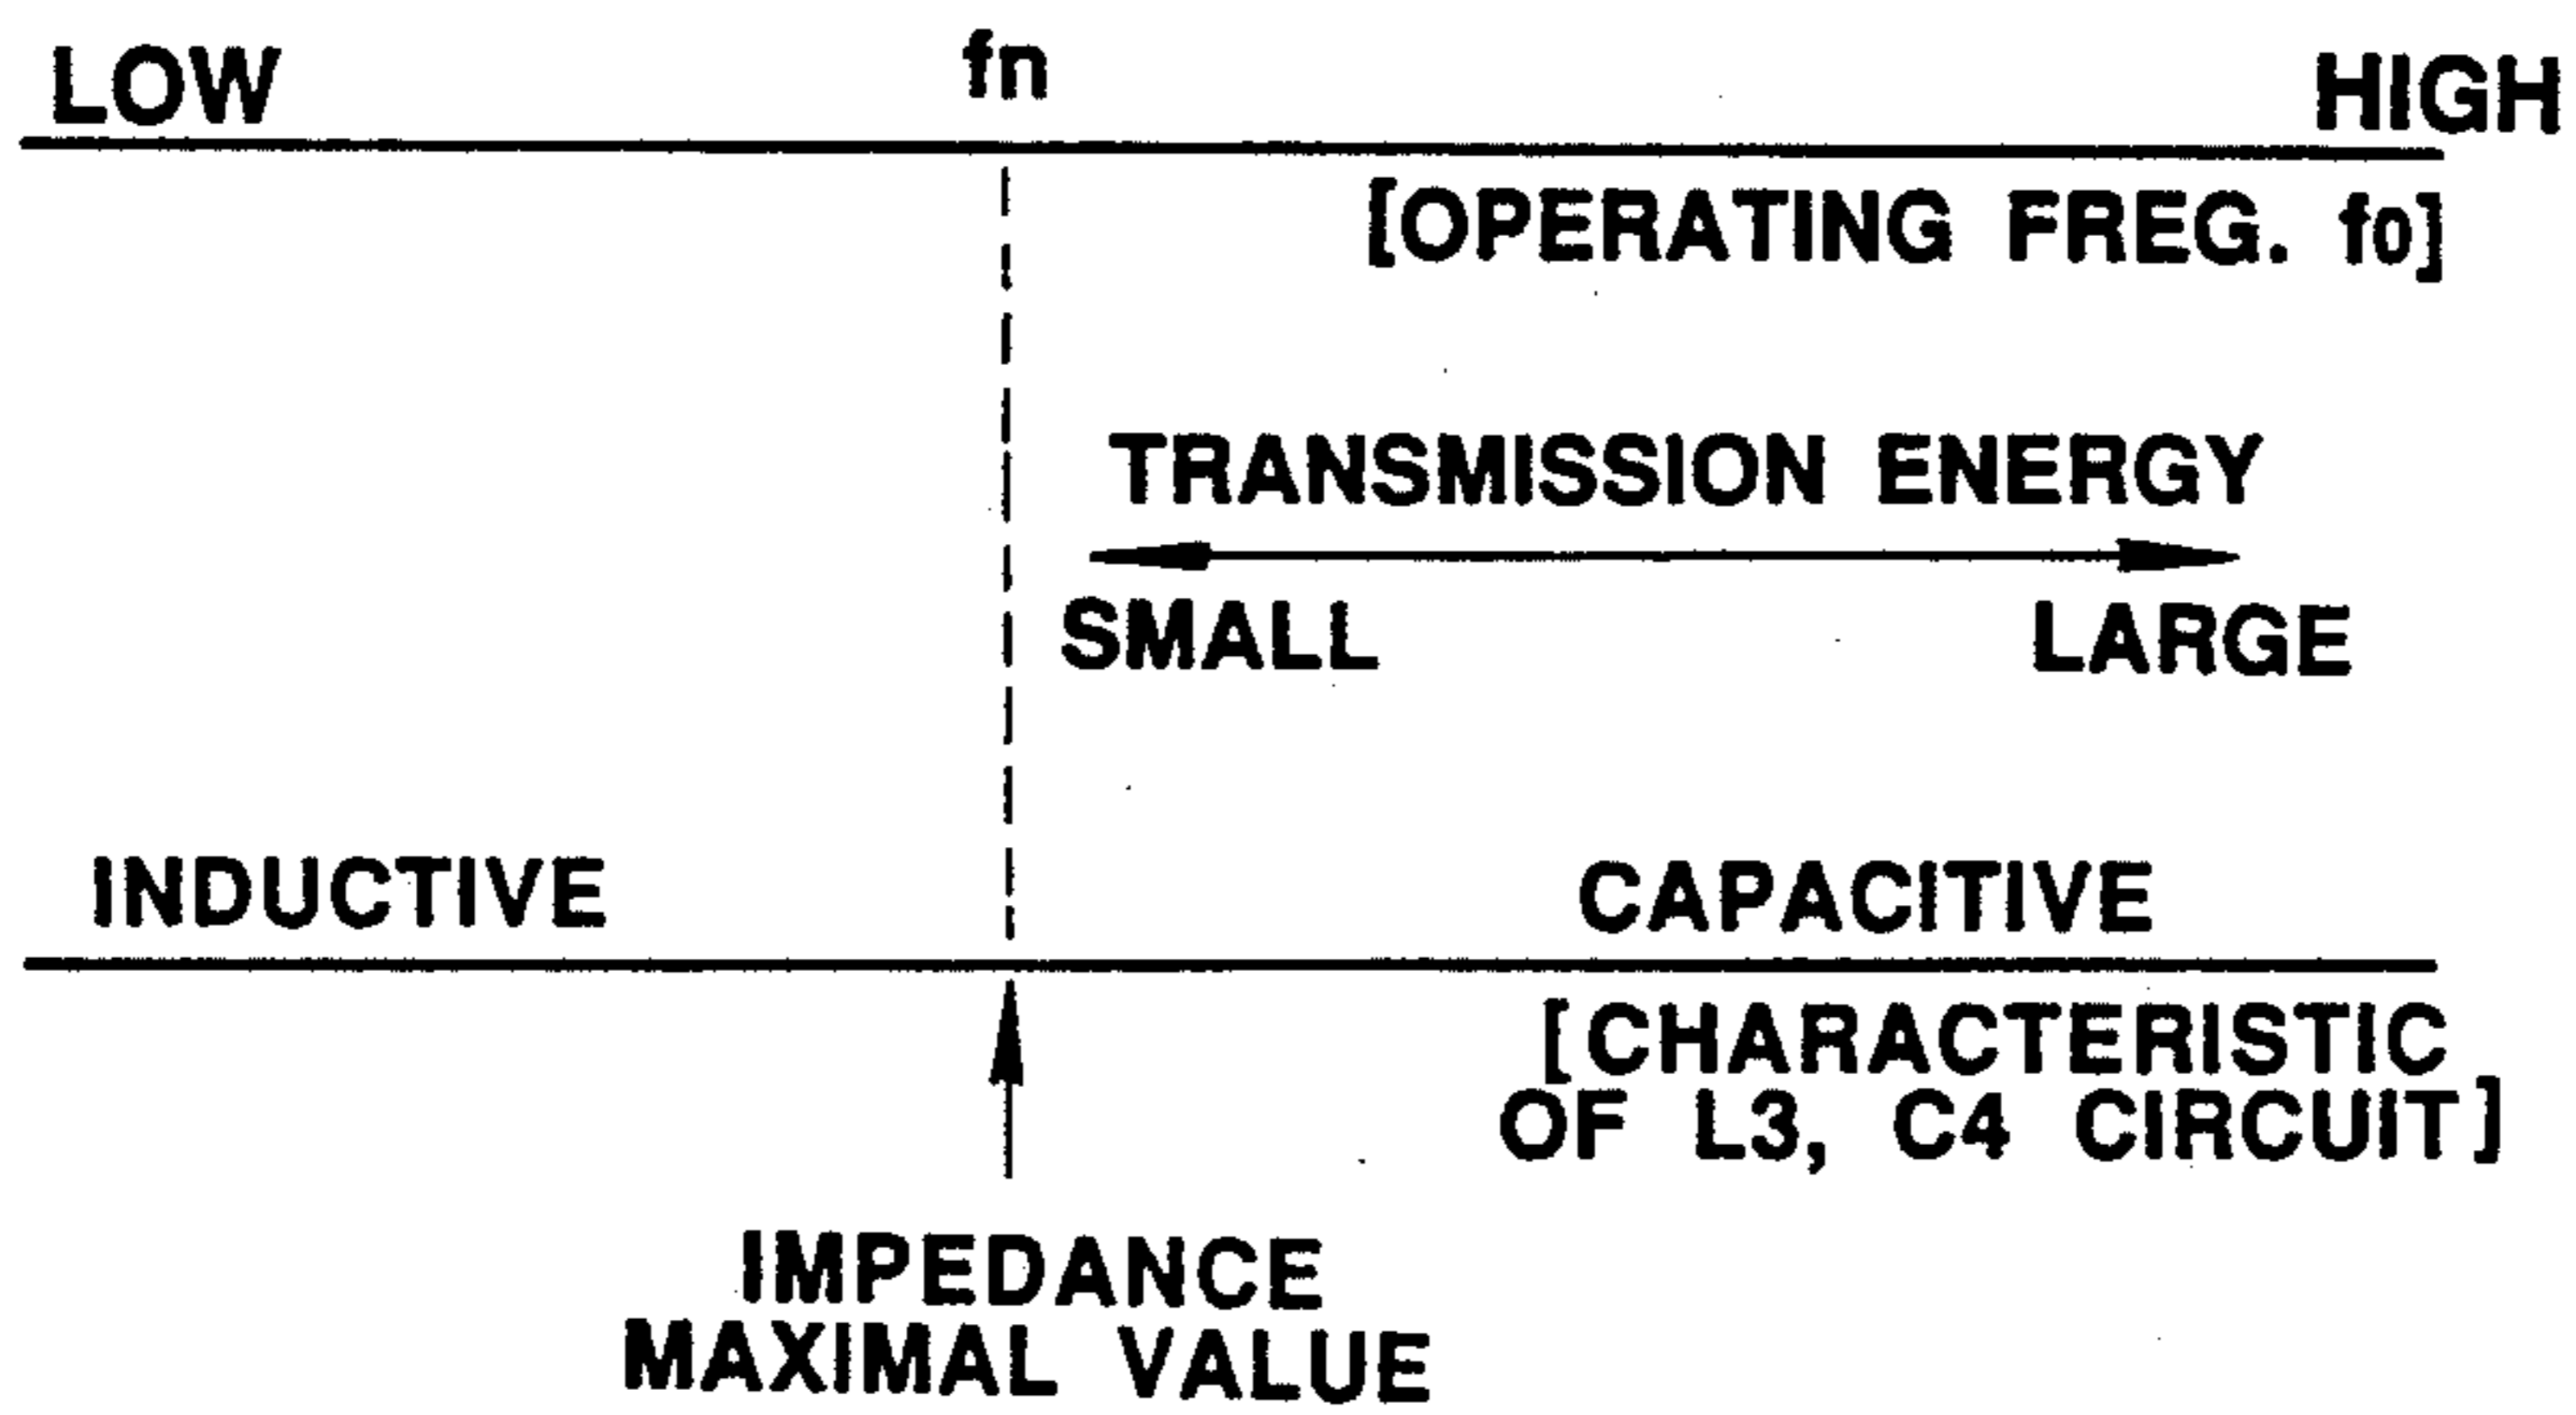 LOW fn HIGH
[OPERATING FREG. fo]
TRANSMISSION ENERGY
SMALL LARGE
INDUCTIVE CAPACITIVE
[CHARACTERISTIC
OF L3, C4 CIRCUIT]
IMPEDANCE
MAXIMAL VALUE